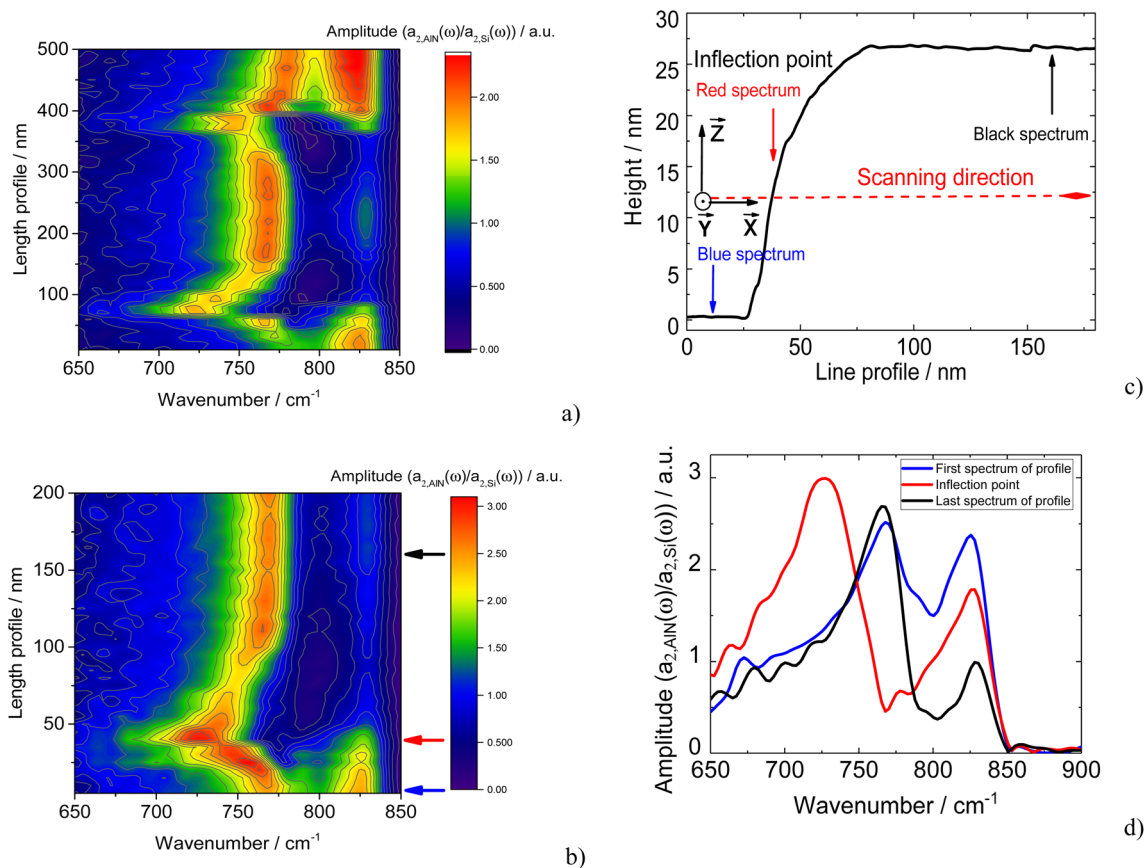 Amplitude (a2,AlN(ω)/a2,Si(ω)) / a.u.
500
400
300
200
100
Length profile / nm
650 700 750 800 850
Wavenumber / cm-1
2.00
1.50
1.00
0.500
0.00
a)
30
25
20
15
10
5
0
Height / nm
Inflection point
Red spectrum
Z
Black spectrum
Scanning direction
Y X
Blue spectrum
0 50 100 150
Line profile / nm
c)
Amplitude (a2,AlN(ω)/a2,Si(ω)) / a.u.
200
150
100
50
Length profile / nm
650 700 750 800 850
Wavenumber / cm-1
3.00
2.50
2.00
1.50
1.00
0.500
0.00
b)
Amplitude (a2,AlN(ω)/a2,Si(ω)) / a.u.
3
2
1
0
First spectrum of profile
Inflection point
Last spectrum of profile
650 700 750 800 850 900
Wavenumber / cm-1
d)